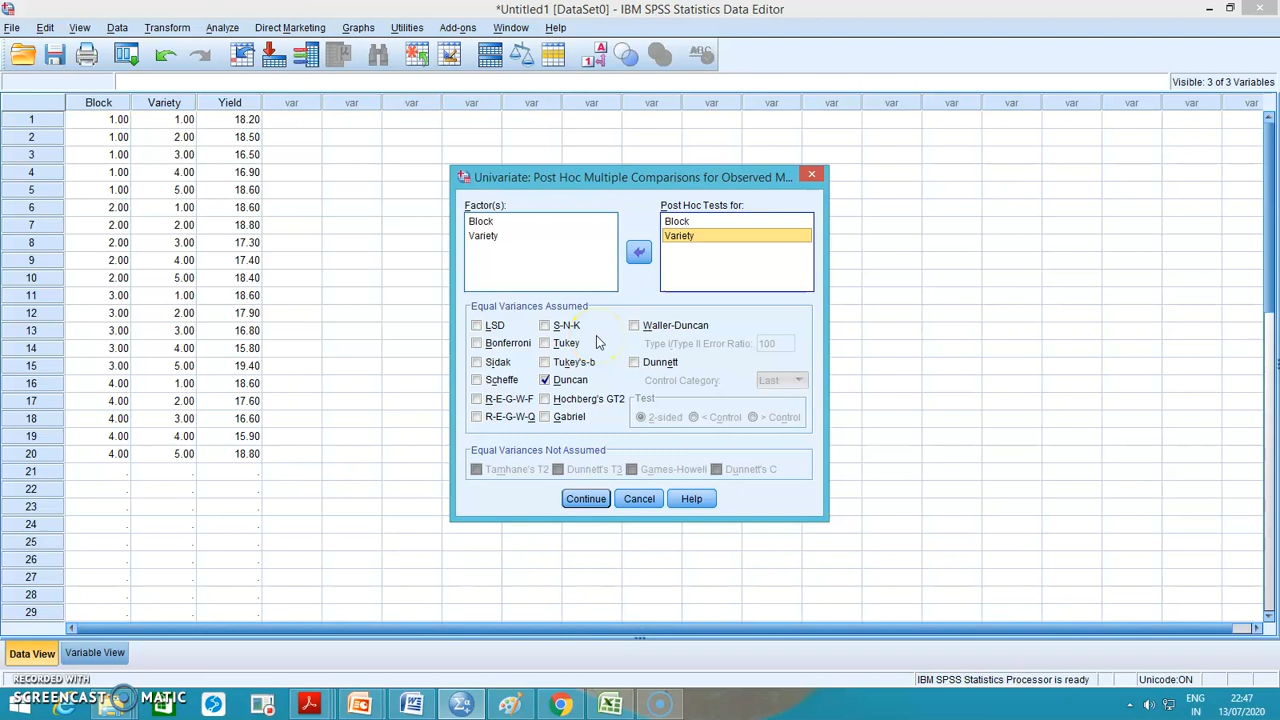 *Untitled1 [DataSet0] - IBM SPSS Statistics Data Editor
File Edit View Data Transform Analyze Direct Marketing Graphs Utilities Add-ons Window Help
Visible: 3 of 3 Variables
Block Variety Yield var var var var var var var var var var var var var var var var var
1 1.00 1.00 18.20
2 1.00 2.00 18.50
3 1.00 3.00 16.50
4 1.00 4.00 16.90
5 1.00 5.00 18.60
6 2.00 1.00 18.60
7 2.00 2.00 18.80
8 2.00 3.00 17.30
9 2.00 4.00 17.40
10 2.00 5.00 18.40
11 3.00 1.00 18.60
12 3.00 2.00 17.90
13 3.00 3.00 16.80
14 3.00 4.00 15.80
15 3.00 5.00 19.40
16 4.00 1.00 18.60
17 4.00 2.00 17.60
18 4.00 3.00 16.60
19 4.00 4.00 15.90
20 4.00 5.00 18.80
21 . . .
22 . . .
23 . . .
24 . . .
25 . . .
26 . . .
27 . . .
28 . . .
29 . . .
Univariate: Post Hoc Multiple Comparisons for Observed M...
Factor(s): Post Hoc Tests for:
Block Block
Variety Variety
Equal Variances Assumed
LSD S-N-K Waller-Duncan
Bonferroni Tukey Type I/Type II Error Ratio: 100
Sidak Tukey's-b Dunnett
Scheffe Duncan Control Category: Last
R-E-G-W-F Hochberg's GT2 Test
R-E-G-W-Q Gabriel 2-sided < Control > Control
Equal Variances Not Assumed
Tamhane's T2 Dunnett's T3 Games-Howell Dunnett's C
Continue Cancel Help
Data View Variable View
IBM SPSS Statistics Processor is ready Unicode:ON
RECORDED WITH
SCREENCAST MATIC
ENG 22:47
IN 13/07/2020